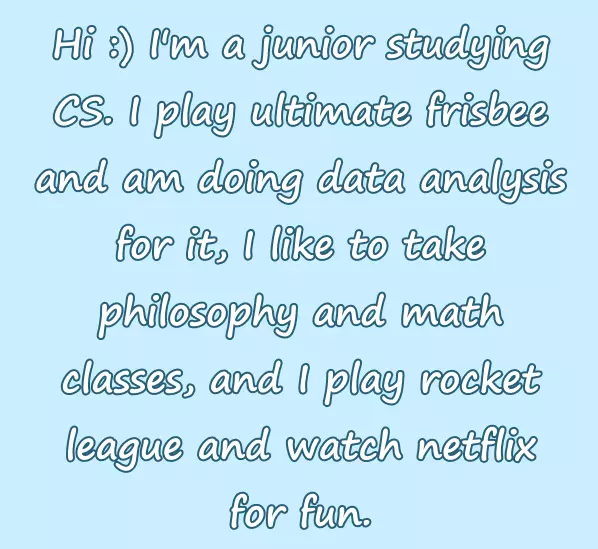 Hi :) I'm a junior studying
CS. I play ultimate frisbee
and am doing data analysis
for it, I like to take
philosophy and math
classes, and I play rocket
league and watch netflix
for fun.